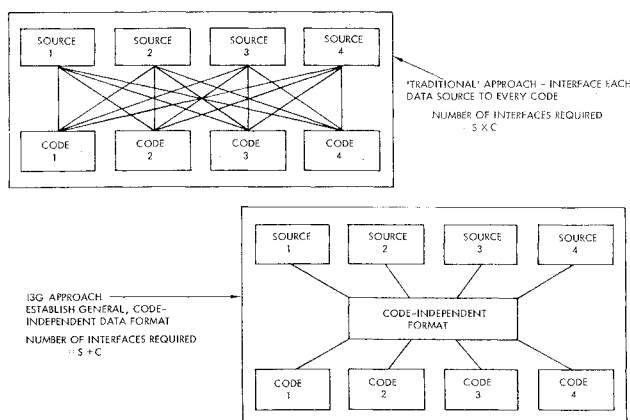 SOURCE 1
SOURCE 2
SOURCE 3
SOURCE 4
CODE 1
CODE 2
CODE 3
CODE 4
'TRADITIONAL' APPROACH - INTERFACE EACH
DATA SOURCE TO EVERY CODE
NUMBER OF INTERFACES REQUIRED
S X C
I3G APPROACH
ESTABLISH GENERAL, CODE-
INDEPENDENT DATA FORMAT
NUMBER OF INTERFACES REQUIRED
= S + C
SOURCE 1
SOURCE 2
SOURCE 3
SOURCE 4
CODE-INDEPENDENT
FORMAT
CODE 1
CODE 2
CODE 3
CODE 4